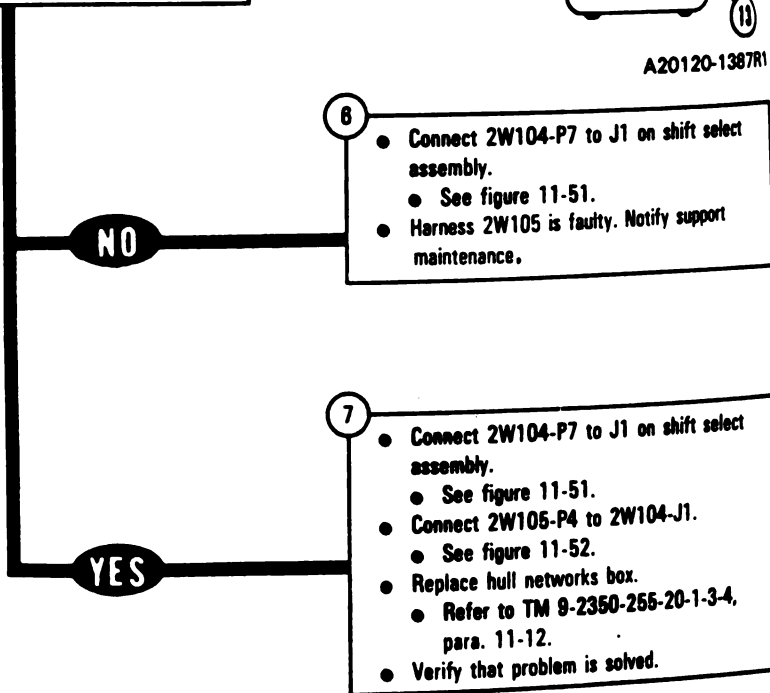 13
A20120-1387R1
6
● Connect 2W104-P7 to J1 on shift select
assembly.
● See figure 11-51.
● Harness 2W105 is faulty. Notify support
maintenance.
NO
7
● Connect 2W104-P7 to J1 on shift select
assembly.
● See figure 11-51.
● Connect 2W105-P4 to 2W104-J1.
● See figure 11-52.
● Replace hull networks box.
● Refer to TM 9-2350-255-20-1-3-4,
para. 11-12.
● Verify that problem is solved.
YES